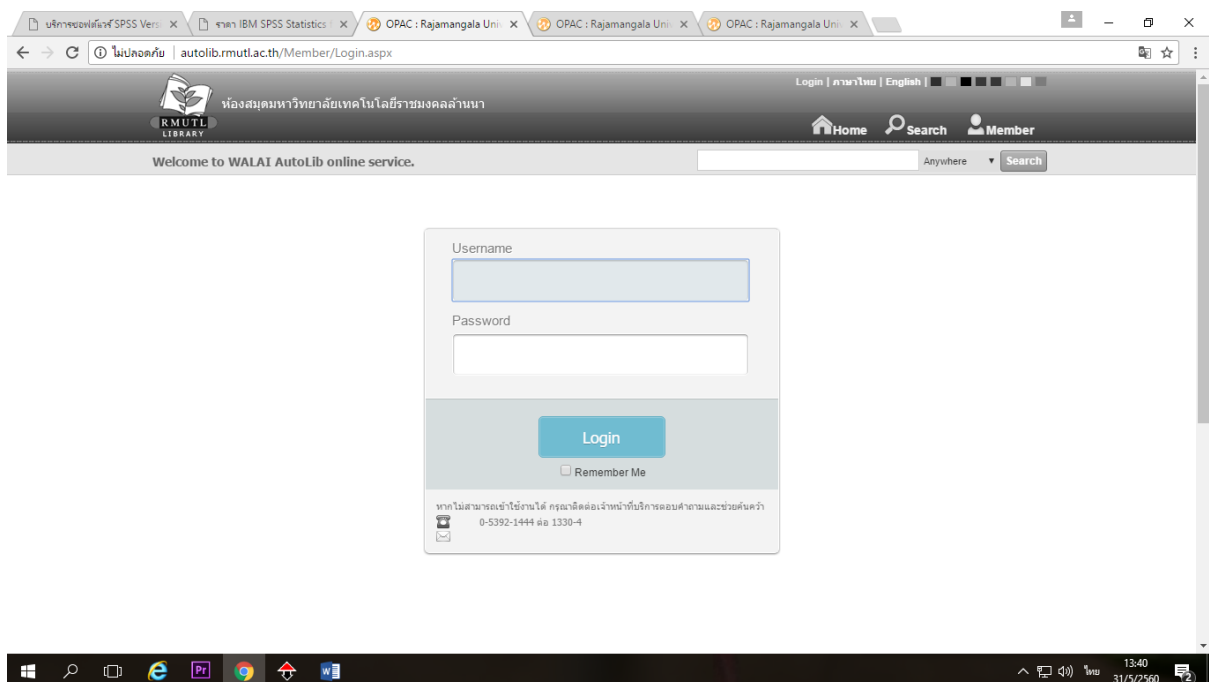 บริการซอฟต์แวร์ SPSS Versi
ราคา IBM SPSS Statistics
OPAC : Rajamangala Univ
OPAC : Rajamangala Univ
OPAC : Rajamangala Univ
ไม่ปลอดภัย autolib.rmutl.ac.th/Member/Login.aspx
Login | ภาษาไทย | English |
ห้องสมุดมหาวิทยาลัยเทคโนโลยีราชมงคลล้านนา
RMUTL
LIBRARY
Home Search Member
Welcome to WALAI AutoLib online service.
Anywhere Search
Username
Password
Login
Remember Me
หากไม่สามารถเข้าใช้งานได้ กรุณาติดต่อเจ้าหน้าที่บริการตอบคำถามและช่วยค้นคว้า
0-5392-1444 ต่อ 1330-4
Pr
ไทย
13:40
31/5/2560
2